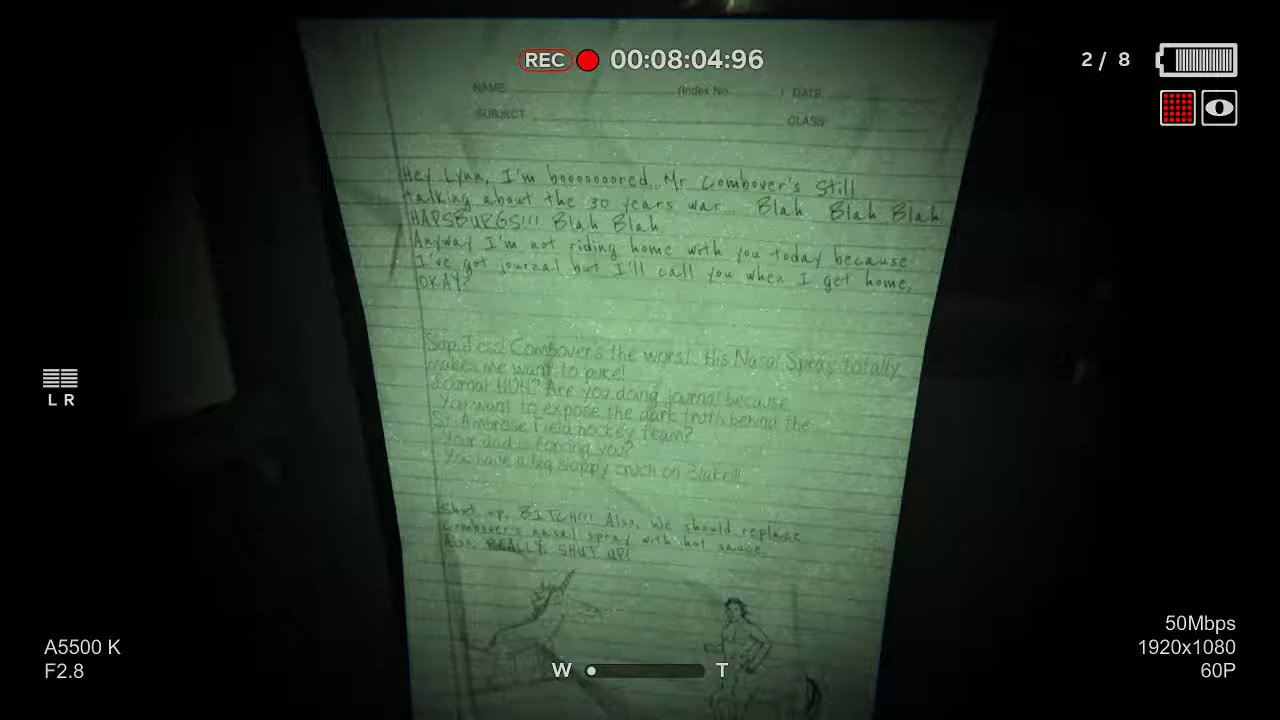 REC 00:08:04:96
2 / 8
NAME (Index No ) DATE
SUBJECT CLASS
Hey Lynn, I'm boooooooored. Mr Combover's Still
talking about the 30 years war... Blah Blah Blah
HAPSBURGS!!! Blah Blah
Anyway I'm not riding home with you today because
I've got journal but I'll call you when I get home,
OKAY?
Sup Jess! Combover's the worst. His Nasal Spray totally
makes me want to puke!
Journal HUH? Are you doing journal because
You want to expose the dark truth behind the
St. Ambrose Field hockey Team?
Your dad is forcing you?
You have a big sloppy crush on Blake!!!
Shut up, BITCH!!! Also, we should replace
Combover's nasal spray with hot sauce.
Also, REALLY, SHUT UP!
L R
A5500 K
F2.8
W T
50Mbps
1920x1080
60P